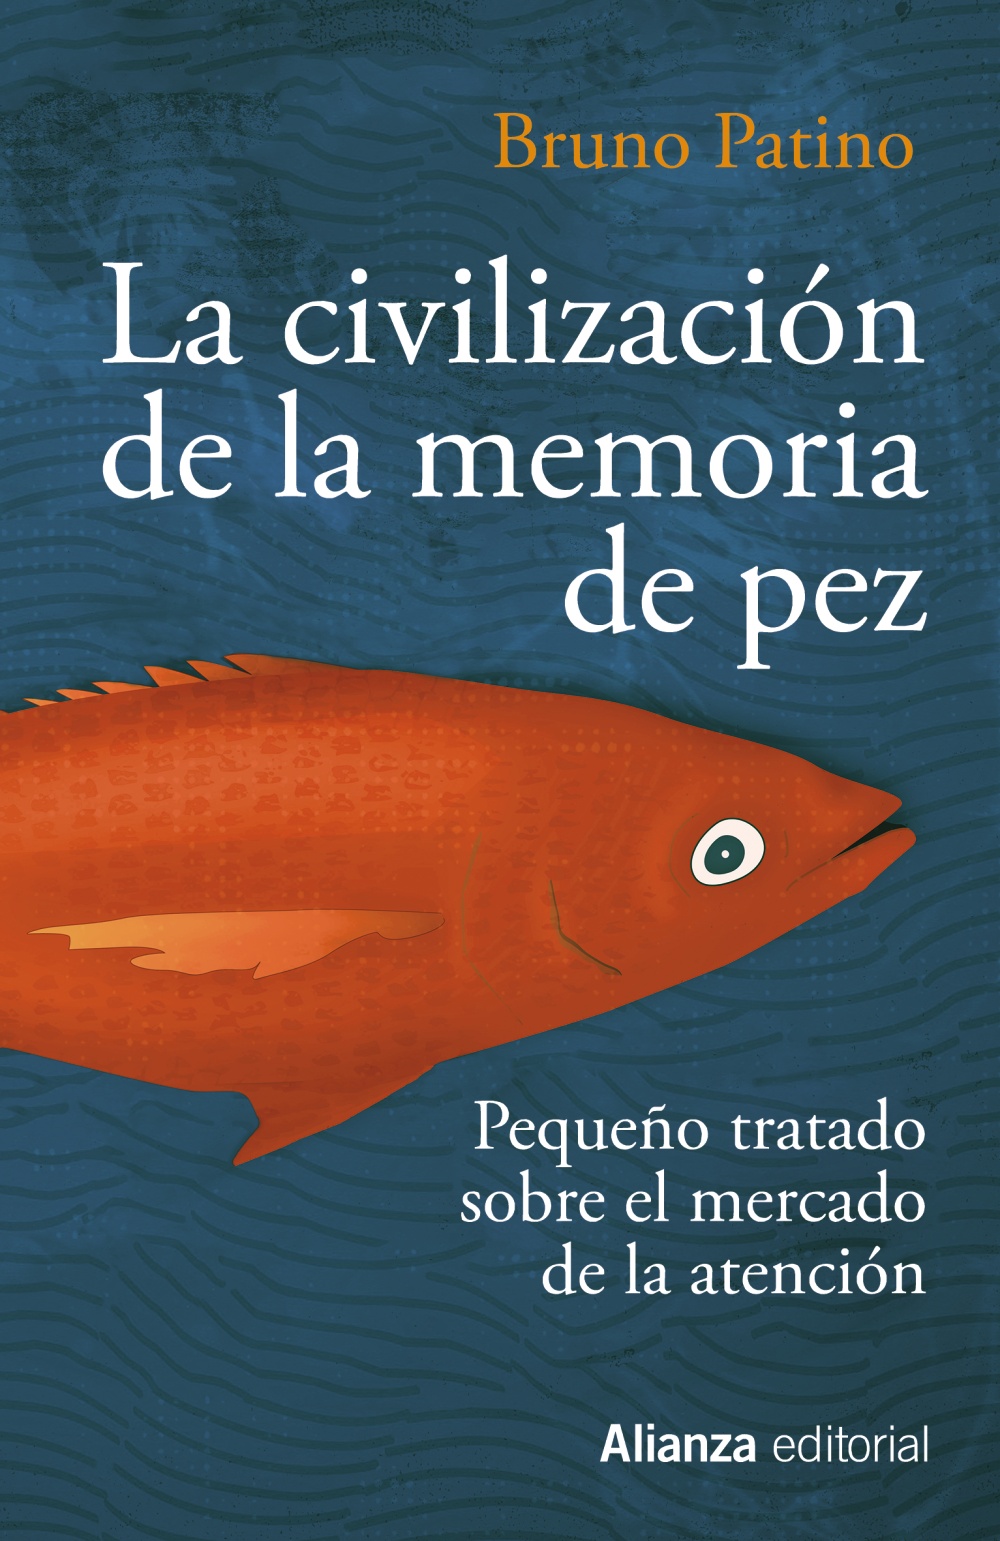 Bruno Patino
La civilización
de la memoria
de pez
Pequeño tratado
sobre el mercado
de la atención
Alianza editorial